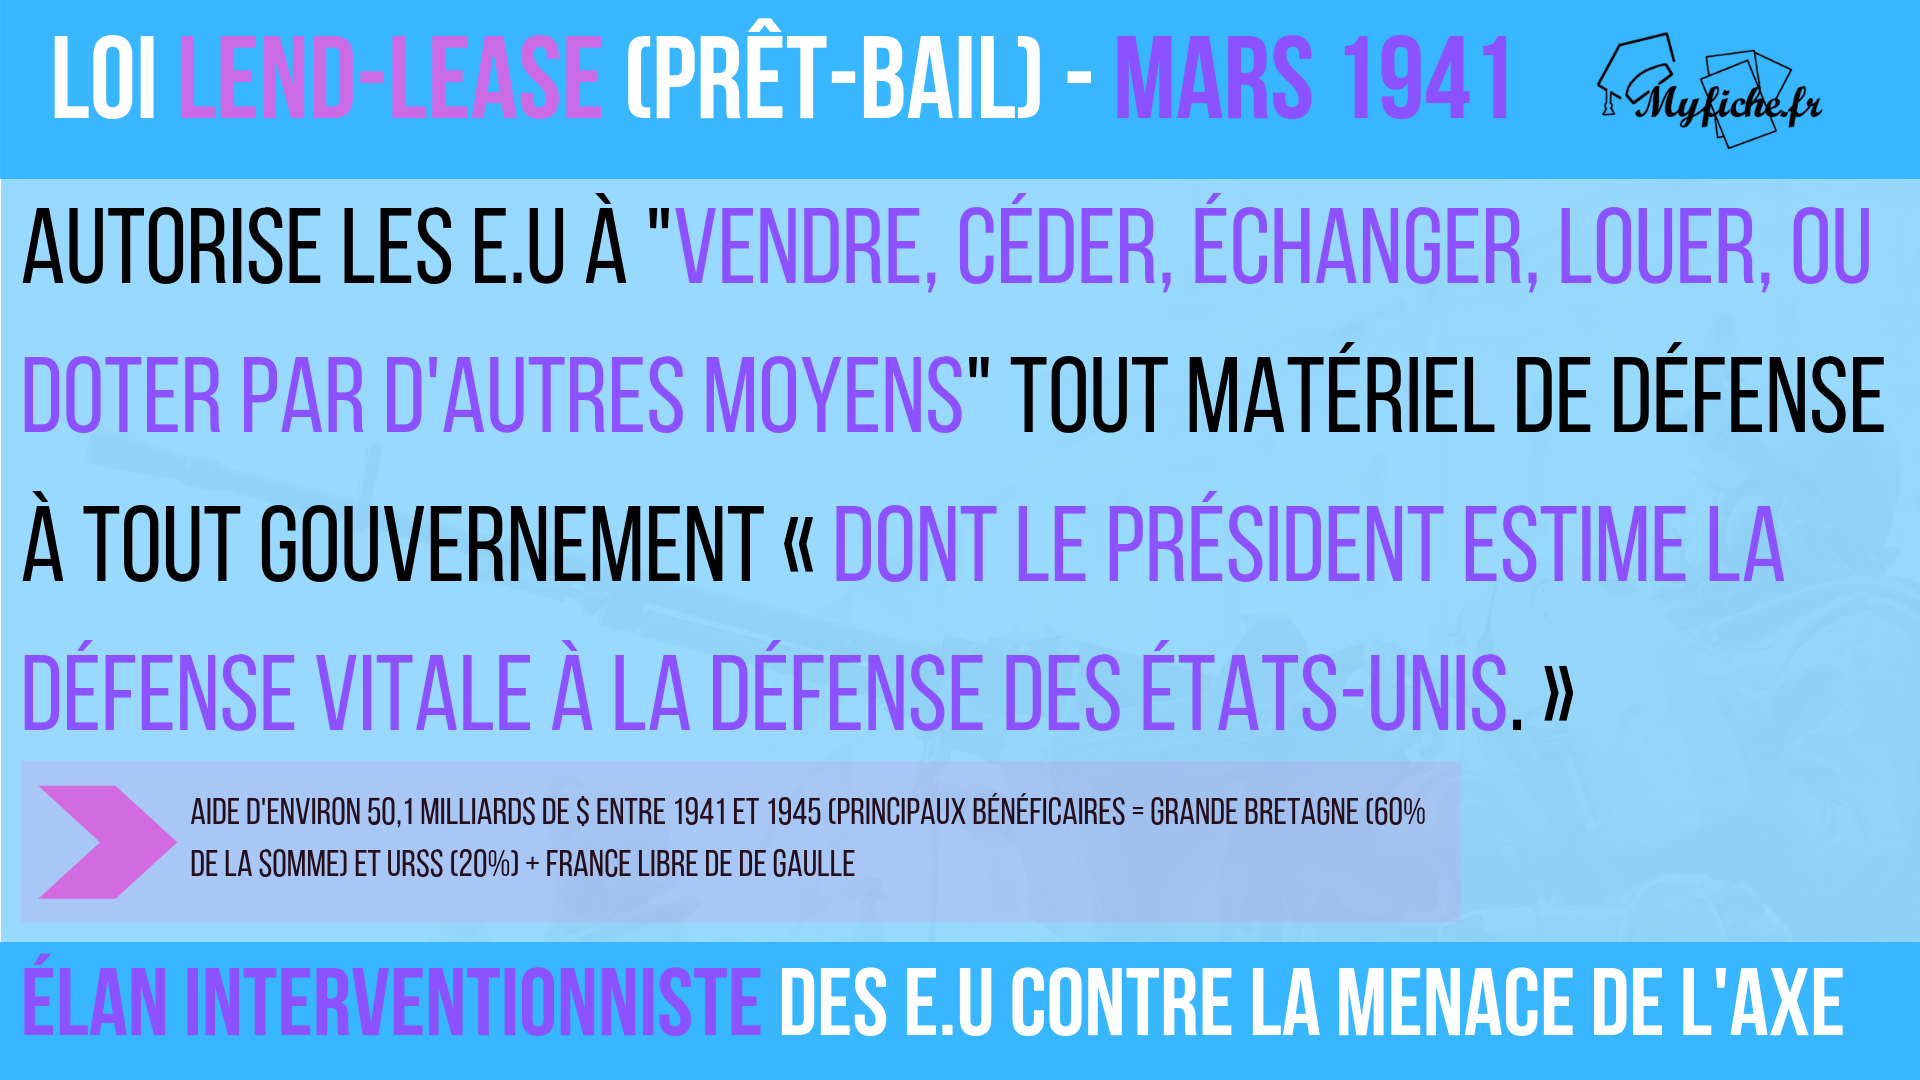 LOI LEND-LEASE (PRÊT-BAIL) - MARS 1941
Myfiche.fr
AUTORISE LES E.U À "VENDRE, CÉDER, ÉCHANGER, LOUER, OU
DOTER PAR D'AUTRES MOYENS" TOUT MATÉRIEL DE DÉFENSE
À TOUT GOUVERNEMENT « DONT LE PRÉSIDENT ESTIME LA
DÉFENSE VITALE À LA DÉFENSE DES ÉTATS-UNIS. »
AIDE D'ENVIRON 50,1 MILLIARDS DE $ ENTRE 1941 ET 1945 (PRINCIPAUX BÉNÉFICAIRES = GRANDE BRETAGNE (60%
DE LA SOMME) ET URSS (20%) + FRANCE LIBRE DE DE GAULLE
ÉLAN INTERVENTIONNISTE DES E.U CONTRE LA MENACE DE L'AXE